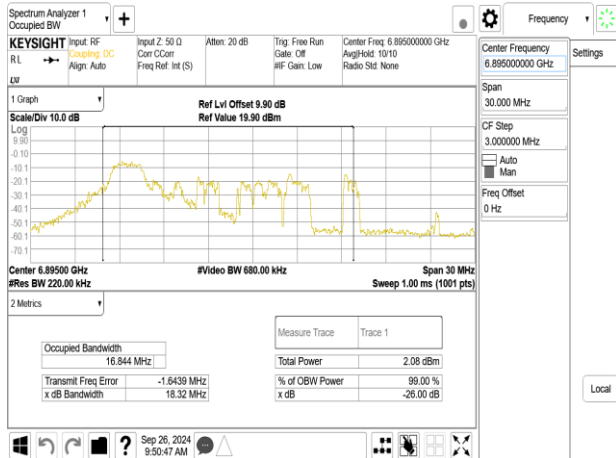 Spectrum Analyzer 1
Occupied BW
Frequency
KEYSIGHT
Input: RF
Coupling: DC
Align: Auto
Input Z: 50 Ω
Corr CCorr
Freq Ref: Int (S)
Atten: 20 dB
Trig: Free Run
Gate: Off
#IF Gain: Low
Center Freq: 6.895000000 GHz
Avg|Hold: 10/10
Radio Std: None
RL
LXI
Center Frequency
6.895000000 GHz
Settings
Span
30.000 MHz
CF Step
3.000000 MHz
Auto
Man
Freq Offset
0 Hz
Local
1 Graph
Scale/Div 10.0 dB
Ref Lvl Offset 9.90 dB
Ref Value 19.90 dBm
Log
9.90
-0.10
-10.1
-20.1
-30.1
-40.1
-50.1
-60.1
-70.1
Center 6.89500 GHz
#Video BW 680.00 kHz
Span 30 MHz
#Res BW 220.00 kHz
Sweep 1.00 ms (1001 pts)
2 Metrics
Measure Trace
Trace 1
Occupied Bandwidth
16.844 MHz
Total Power
2.08 dBm
Transmit Freq Error
-1.6439 MHz
% of OBW Power
99.00 %
x dB Bandwidth
18.32 MHz
x dB
-26.00 dB
Sep 26, 2024
9:50:47 AM